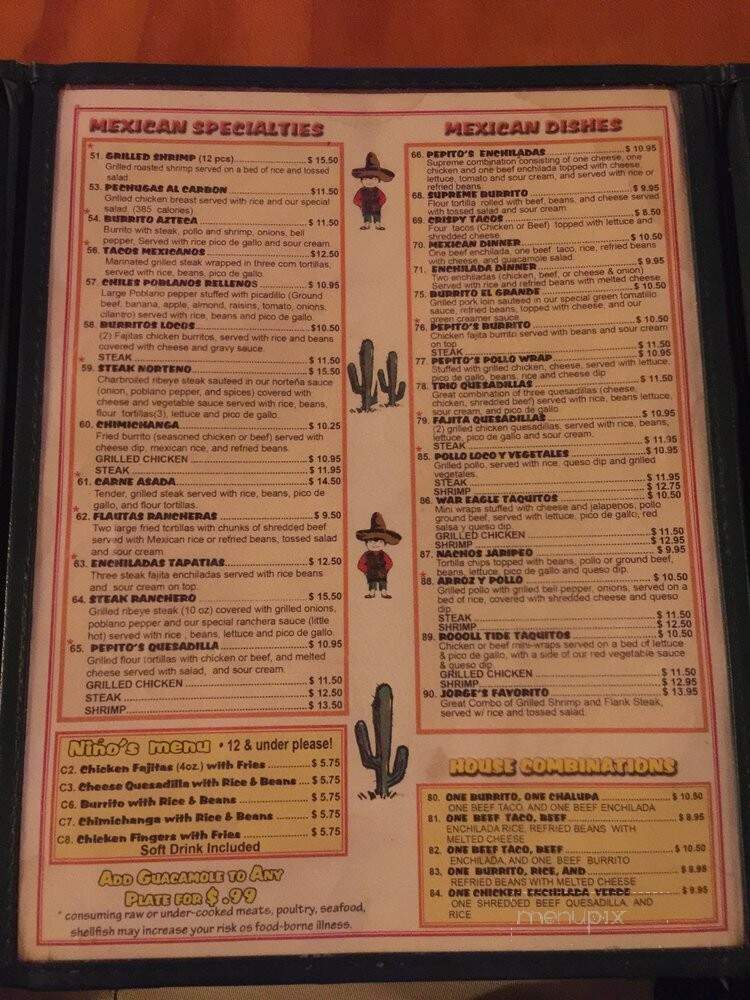 MEXICAN SPECIALTIES
* 51. GRILLED SHRIMP (12 pcs) $ 15.50
Grilled roasted shrimp served on a bed of rice and tossed
salad
53. PECHUGAS AL CARBON $11.50
Grilled chicken breast served with rice and our special
salad. (385 calories)
* 54. BURRITO AZTECA $ 11.50
Burrito with steak, pollo and shrimp, onions, bell
pepper, Served with rice pico de gallo and sour cream.
* 56. TACOS MEXICANOS $12.50
Marinated grilled steak wrapped in three corn tortillas,
served with rice, beans, pico de gallo.
57. CHILES POBLANOS RELLENOS $ 10.95
Large Poblano pepper stuffed with picadillo (Ground
beef, banana, apple, almond, raisins, tomato, onions,
cilantro) served with rice, beans and pico de gallo.
58. BURRITOS LOCOS $10.50
(2) Fajitas chicken burritos, served with rice and beans
covered with cheese and gravy sauce.
STEAK $ 11.50
* 59. STEAK NORTENO $ 15.50
Charbroiled ribeye steak sauteed in our norteña sauce
(onion, poblano pepper, and spices) covered with
cheese and vegetable sauce served with rice, beans,
flour tortillas(3), lettuce and pico de gallo.
60. CHIMICHANGA $ 10.25
Fried burrito (seasoned chicken or beef) served with
cheese dip, mexican rice, and refried beans.
GRILLED CHICKEN $ 10.95
STEAK $ 11.95
* 61. CARNE ASADA $ 14.50
Tender, grilled steak served with rice, beans, pico de
gallo, and flour tortillas.
* 62. FLAUTAS RANCHERAS $ 9.50
Two large fried tortillas with chunks of shredded beef
served with Mexican rice or refried beans, tossed salad
and sour cream
* 63. ENCHILADAS TAPATIAS $ 12.50
Three steak fajita enchiladas served with rice beans
and sour cream on top.
64. STEAK RANCHERO $ 15.50
Grilled ribeye steak (10 oz) covered with grilled onions,
poblano pepper and our special ranchera sauce (little
hot) served with rice , beans, lettuce and pico de gallo.
* 65. PEPITO'S QUESADILLA $ 10.95
Grilled flour tortillas with chicken or beef, and melted
cheese served with salad, and sour cream.
GRILLED CHICKEN $ 11.50
STEAK $ 12.50
SHRIMP $ 13.50
Niño's menu • 12 & under please!
C2. Chicken Fajitas (4oz.) with Fries $ 5.75
C3. Cheese Quesadilla with Rice & Beans $ 5.75
C6. Burrito with Rice & Beans $ 5.75
C7. Chimichanga with Rice & Beans $ 5.75
C8. Chicken Fingers with Fries $ 5.75
Soft Drink Included
ADD GUACAMOLE TO ANY
PLATE FOR $ .99
* consuming raw or under-cooked meats, poultry, seafood,
shellfish may increase your risk os food-borne illness.
MEXICAN DISHES
66. PEPITO'S ENCHILADAS $ 10.95
Supreme combination consisting of one cheese, one
chicken and one beef enchilada topped with cheese,
lettuce, tomato and sour cream, and served with rice or
refried beans.
68. SUPREME BURRITO $ 9.95
Flour tortilla rolled with beef, beans, and cheese served
with tossed salad and sour cream
69. CRISPY TACOS $ 8.50
Four tacos (Chicken or Beef) topped with lettuce and
shredded cheese.
70. MEXICAN DINNER $ 10.50
One beef enchilada, one beef taco, rice, refried beans
with cheese, and guacamole salad.
71. ENCHILADA DINNER $ 9.95
Two enchiladas (chicken, beef, or cheese & onion)
Served with rice and refried beans with melted cheese.
75. BURRITO EL GRANDE $ 10.50
Grilled pork loin sauteed in our special green tomatillo
sauce, refried beans, topped with cheese, and our
green creamer sauce.
76. PEPITO'S BURRITO $ 10.50
Chicken fajita burrito served with beans and sour cream
on top.
STEAK $ 11.50
77. PEPITO'S POLLO WRAP $ 10.95
Stuffed with grilled chicken, cheese, served with lettuce,
pico de gallo, beans, rice and cheese dip
78. TRIO QUESADILLAS $ 11.50
Great combination of three quesadillas (cheese,
chicken, shredded beef) served with rice, beans lettuce,
sour cream, and pico de gallo
79. FAJITA QUESADILLAS $ 10.95
(2) grilled chicken quesadillas, served with rice, beans,
lettuce, pico de gallo and sour cream.
STEAK $ 11.95
85. POLLO LOCO Y VEGETALES $ 10.95
Grilled pollo, served with rice, queso dip and grilled
vegetables.
STEAK $ 11.95
SHRIMP $ 12.75
86. WAR EAGLE TAQUITOS $ 10.50
Mini wraps stuffed with cheese and jalapeños, pollo
ground beef, served with lettuce, pico de gallo, red
salsa y queso dip.
GRILLED CHICKEN $ 11.50
SHRIMP $ 12.95
87. NACHOS JARIPEO $ 9.95
Tortilla chips topped with beans, pollo or ground beef,
beans, lettuce, pico de gallo and queso dip.
88. ARROZ Y POLLO $ 10.50
Grilled pollo with grilled bell pepper, onions, served on a
bed of rice, covered with shredded cheese and queso
dip.
STEAK $ 11.50
SHRIMP $ 12.50
89. ROOOLL TIDE TAQUITOS $ 10.50
Chicken or beef mini-wraps served on a bed of lettuce
& pico de gallo, with a side of our red vegetable sauce
& queso dip.
GRILLED CHICKEN $ 11.50
SHRIMP $ 12.95
90. JORGE'S FAVORITO $ 13.95
Great Combo of Grilled Shrimp and Flank Steak,
served w/ rice and tossed salad.
HOUSE COMBINATIONS
80. ONE BURRITO, ONE CHALUPA $ 10.50
ONE BEEF TACO, AND ONE BEEF ENCHILADA
81. ONE BEEF TACO, BEEF $ 8.95
ENCHILADA RICE, REFRIED BEANS WITH
MELTED CHEESE
82. ONE BEEF TACO, BEEF $ 10.50
ENCHILADA, AND ONE BEEF BURRITO
83. ONE BURRITO, RICE, AND $ 9.95
REFRIED BEANS WITH MELTED CHEESE
84. ONE CHICKEN ENCHILADA VERDE $ 9.95
ONE SHREDDED BEEF QUESADILLA, AND
RICE
menupix